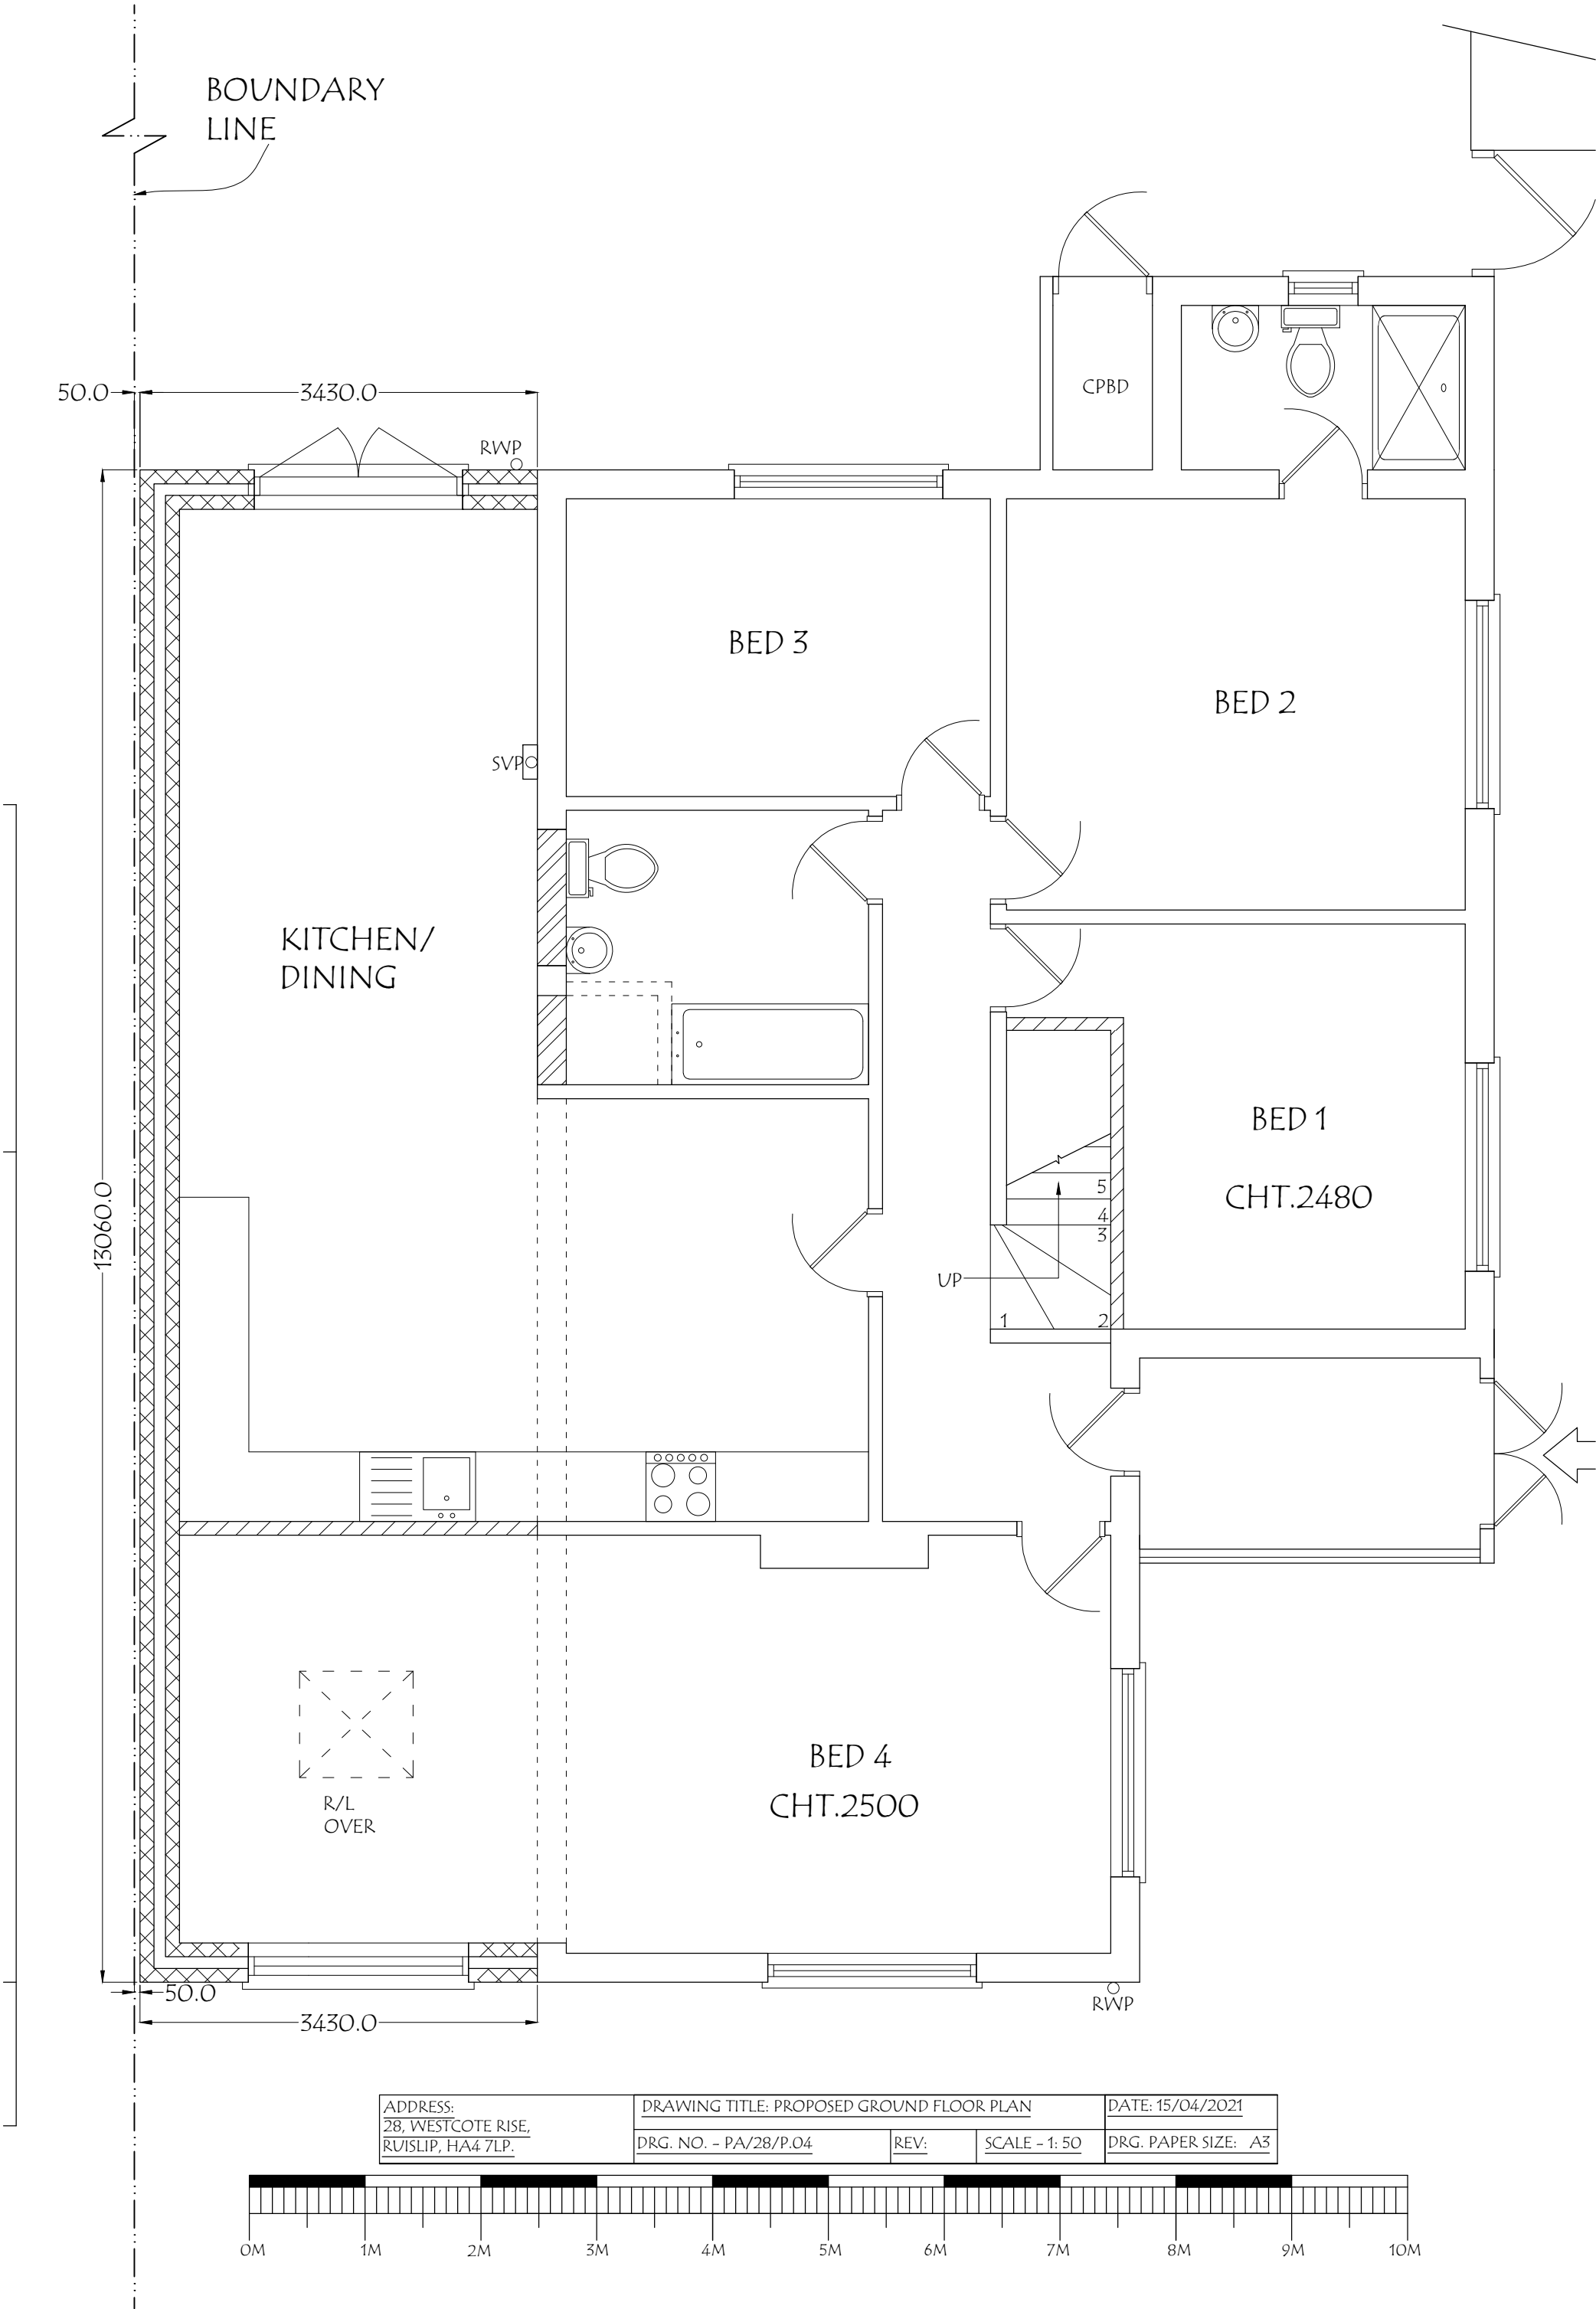 BOUNDARY
LINE
50.0
3430.0
RWP
CPBD
BED 3
BED 2
SVP
KITCHEN/
DINING
BED 1
CHT.2480
13060.0
5
4
3
UP
1
2
BED 4
CHT.2500
R/L
OVER
50.0
3430.0
RWP
ADDRESS:
28, WESTCOTE RISE,
RUISLIP, HA4 7LP.
DRAWING TITLE: PROPOSED GROUND FLOOR PLAN
DATE: 15/04/2021
DRG. NO. - PA/28/P.04
REV:
SCALE - 1: 50
DRG. PAPER SIZE: A3
0M 1M 2M 3M 4M 5M 6M 7M 8M 9M 10M